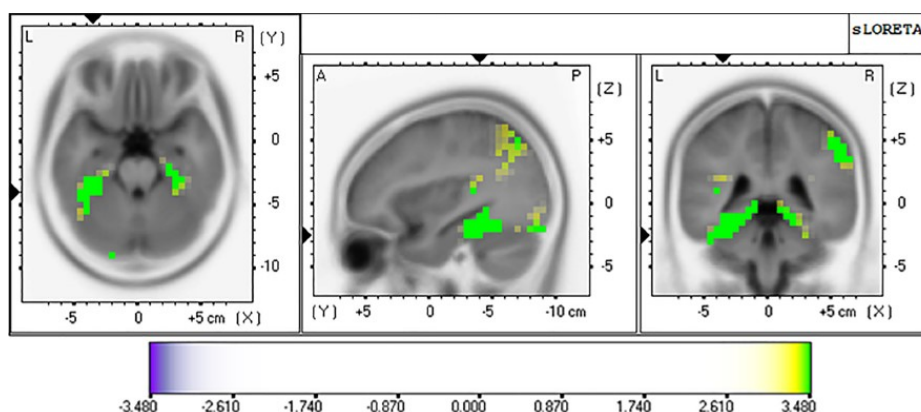 sLORETA
L R (Y)
+5
0
-5
-10
-5 0 +5 cm (X)
A P (Z)
+5
0
-5
(Y) +5 0 -5 -10 cm
L R (Z)
+5
0
-5
-5 0 +5 cm (X)
-3.480 -2.610 -1.740 -0.870 0.000 0.870 1.740 2.610 3.480